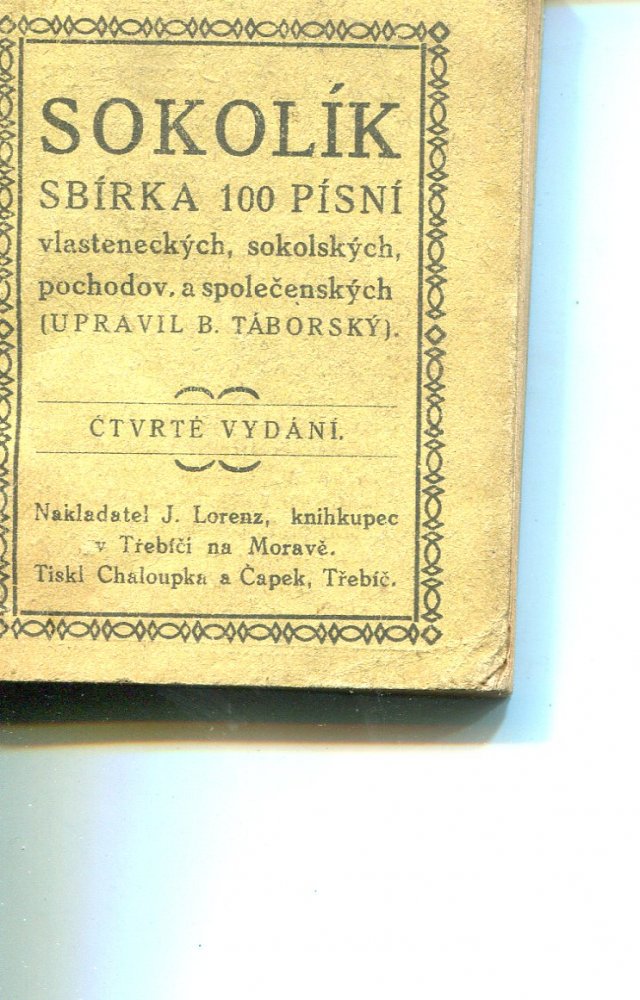 SOKOLÍK
SBÍRKA 100 PÍSNÍ
vlasteneckých, sokolských,
pochodov. a společenských
(UPRAVIL B. TÁBORSKÝ).
ČTVRTÉ VYDÁNÍ.
Nakladatel J. Lorenz, knihkupec
v Třebíči na Moravě.
Tiskl Chaloupka a Čapek, Třebíč.